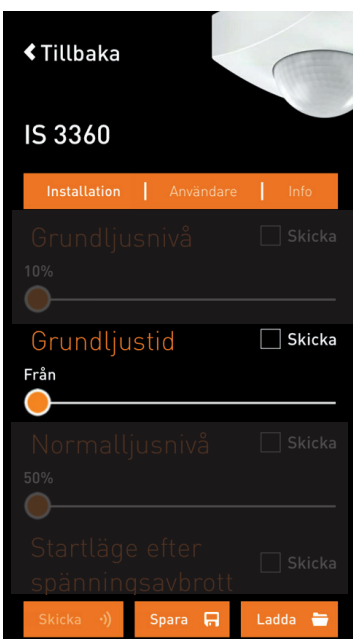 Tillbaka
IS 3360
Installation Användare Info
Grundljusnivå Skicka
10%
Grundljustid Skicka
Från
Normalljusnivå Skicka
50%
Startläge efter
spänningsavbrott Skicka
Skicka Spara Ladda